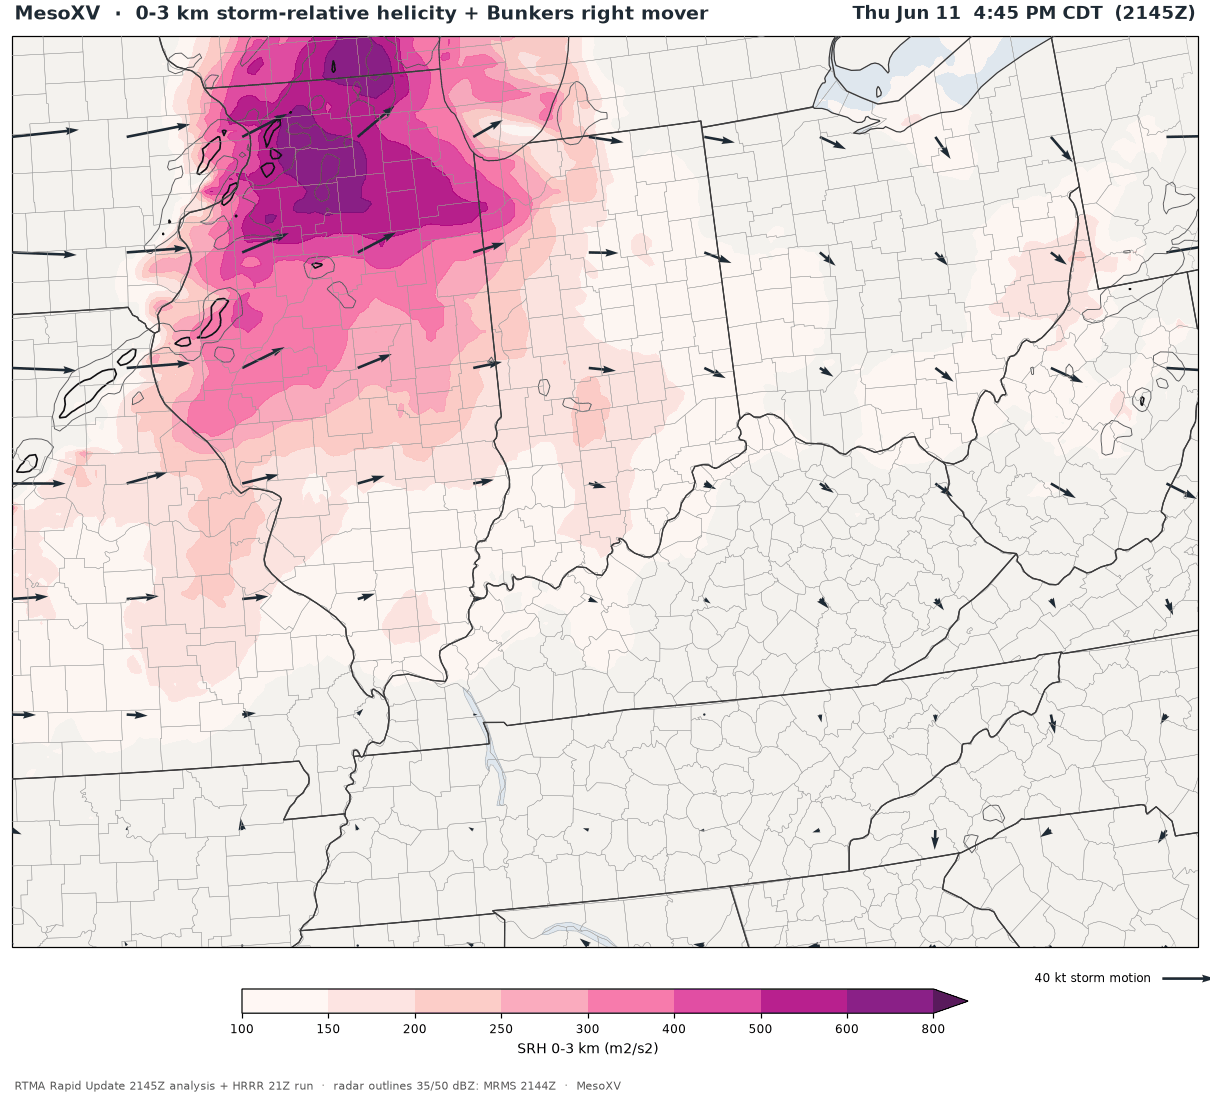 MesoXV · 0-3 km storm-relative helicity + Bunkers right mover
Thu Jun 11 4:45 PM CDT (2145Z)
40 kt storm motion
100 150 200 250 300 400 500 600 800
SRH 0-3 km (m2/s2)
RTMA Rapid Update 2145Z analysis + HRRR 21Z run · radar outlines 35/50 dBZ: MRMS 2144Z · MesoXV